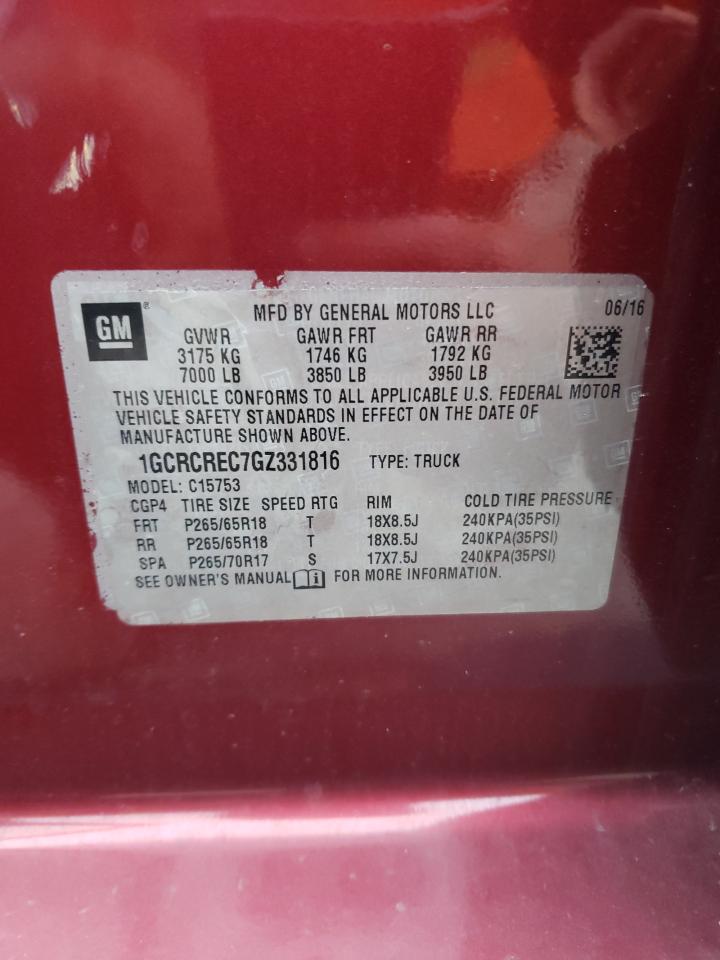 GM ® MFD BY GENERAL MOTORS LLC 06/16
GVWR GAWR FRT GAWR RR
3175 KG 1746 KG 1792 KG
7000 LB 3850 LB 3950 LB
THIS VEHICLE CONFORMS TO ALL APPLICABLE U.S. FEDERAL MOTOR
VEHICLE SAFETY STANDARDS IN EFFECT ON THE DATE OF
MANUFACTURE SHOWN ABOVE.
1GCRCREC7GZ331816 TYPE: TRUCK
MODEL: C15753
CGP4 TIRE SIZE SPEED RTG RIM COLD TIRE PRESSURE
FRT P265/65R18 T 18X8.5J 240KPA(35PSI)
RR P265/65R18 T 18X8.5J 240KPA(35PSI)
SPA P265/70R17 S 17X7.5J 240KPA(35PSI)
SEE OWNER'S MANUAL i FOR MORE INFORMATION.